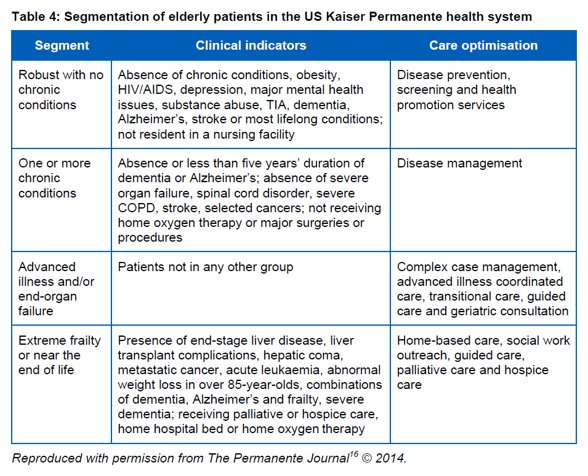 Table 4: Segmentation of elderly patients in the US Kaiser Permanente health system
Segment
Clinical indicators
Care optimisation
Robust with no
chronic
conditions
Absence of chronic conditions, obesity,
HIV/AIDS, depression, major mental health
issues, substance abuse, TIA, dementia,
Alzheimer's, stroke or most lifelong conditions;
not resident in a nursing facility
Disease prevention,
screening and health
promotion services
One or more
chronic
conditions
Absence or less than five years' duration of
dementia or Alzheimer's; absence of severe
organ failure, spinal cord disorder, severe
COPD, stroke, selected cancers; not receiving
home oxygen therapy or major surgeries or
procedures
Disease management
Advanced
illness and/or
end-organ
failure
Patients not in any other group
Complex case management,
advanced illness coordinated
care, transitional care, guided
care and geriatric consultation
Extreme frailty
or near the
end of life
Presence of end-stage liver disease, liver
transplant complications, hepatic coma,
metastatic cancer, acute leukaemia, abnormal
weight loss in over 85-year-olds, combinations
of dementia, Alzheimer's and frailty, severe
dementia; receiving palliative or hospice care,
home hospital bed or home oxygen therapy
Home-based care, social work
outreach, guided care,
palliative care and hospice
care
Reproduced with permission from The Permanente Journal¹⁶ © 2014.